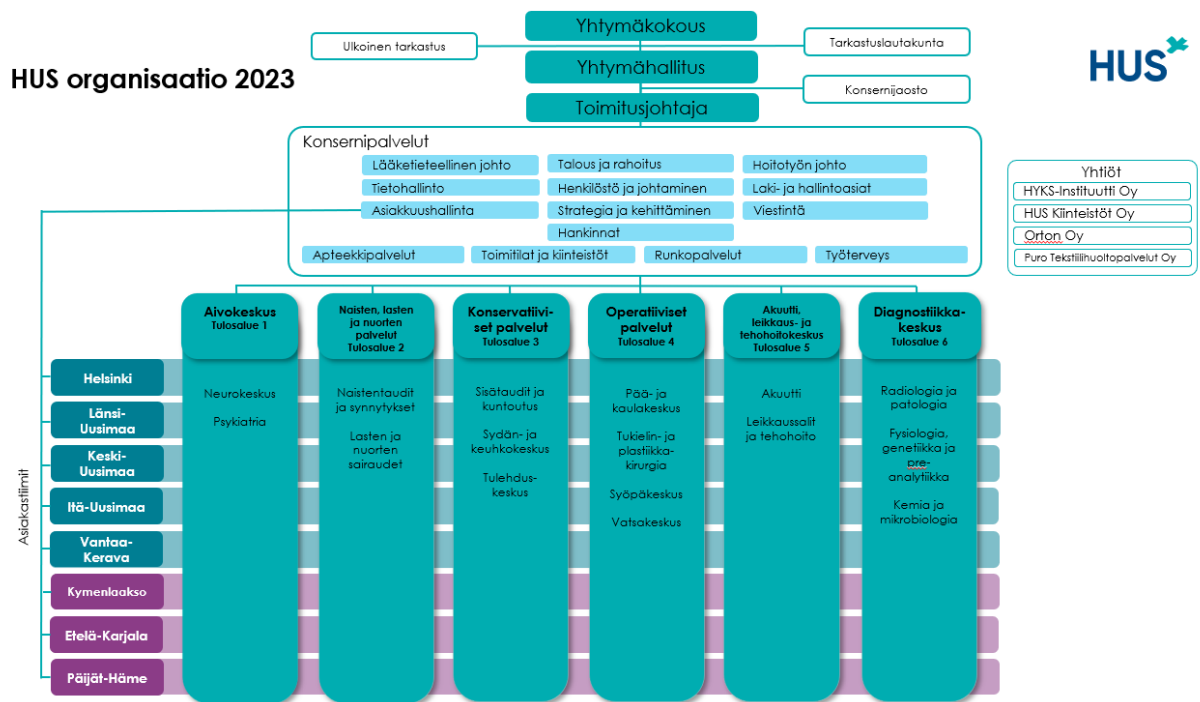 Yhtymäkokous
Ulkoinen tarkastus
Tarkastuslautakunta
Yhtymähallitus
HUS organisaatio 2023
HUS
Konsernijaosto
Toimitusjohtaja
Konsernipalvelut
Lääketieteellinen johto
Talous ja rahoitus
Hoitotyön johto
Tietohallinto
Henkilöstö ja johtaminen
Laki- ja hallintoasiat
Asiakkuushallinta
Strategia ja kehittäminen
Viestintä
Hankinnat
Apteekkipalvelut
Toimitilat ja kiinteistöt
Runkopalvelut
Työterveys
Yhtiöt
HYKS-Instituutti Oy
HUS Kiinteistöt Oy
Orton Oy
Puro Tekstiilihuoltopalvelut Oy
Aivokeskus
Tulosalue 1
Naisten, lasten
ja nuorten
palvelut
Tulosalue 2
Konservatiivi-
set palvelut
Tulosalue 3
Operatiiviset
palvelut
Tulosalue 4
Akuutti,
leikkaus- ja
tehohoitokeskus
Tulosalue 5
Diagnostiikka-
keskus
Tulosalue 6
Neurokeskus
Psykiatria
Naistentaudit
ja synnytykset
Lasten ja
nuorten
sairaudet
Sisätaudit ja
kuntoutus
Sydän- ja
keuhkokeskus
Tulehdus-
keskus
Pää- ja
kaulakeskus
Tukielin- ja
plastiikka-
kirurgia
Syöpäkeskus
Vatsakeskus
Akuutti
Leikkaussalit
ja tehohoito
Radiologia ja
patologia
Fysiologia,
genetiikka ja
pre-
analytiikka
Kemia ja
mikrobiologia
Asiakastiimit
Helsinki
Länsi-
Uusimaa
Keski-
Uusimaa
Itä-Uusimaa
Vantaa-
Kerava
Kymenlaakso
Etelä-Karjala
Päijät-Häme